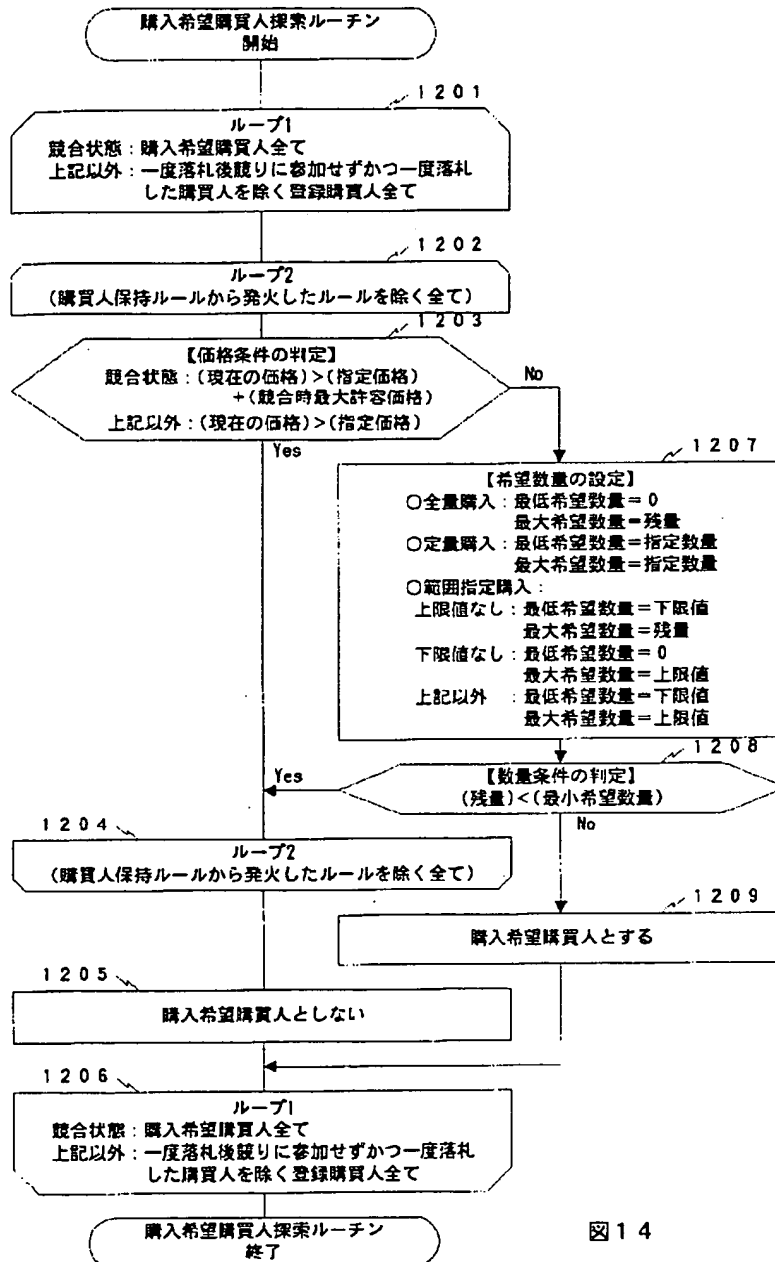 購入希望購買人探索ルーチン
開始
1201
ループ1
競合状態：購入希望購買人全て
上記以外：一度落札後競りに参加せずかつ一度落札
した購買人を除く登録購買人全て
1202
ループ2
(購買人保持ルールから発火したルールを除く全て)
1203
【価格条件の判定】
競合状態：(現在の価格)>(指定価格)
+(競合時最大許容価格)
上記以外：(現在の価格)>(指定価格)
No
Yes
1207
【希望数量の設定】
○全量購入：最低希望数量=0
最大希望数量=残量
○定量購入：最低希望数量=指定数量
最大希望数量=指定数量
○範囲指定購入：
上限値なし：最低希望数量=下限値
最大希望数量=残量
下限値なし：最低希望数量=0
最大希望数量=上限値
上記以外　：最低希望数量=下限値
最大希望数量=上限値
1208
【数量条件の判定】
(残量)<(最小希望数量)
Yes
No
1204
ループ2
(購買人保持ルールから発火したルールを除く全て)
1209
購入希望購買人とする
1205
購入希望購買人としない
1206
ループ1
競合状態：購入希望購買人全て
上記以外：一度落札後競りに参加せずかつ一度落札
した購買人を除く登録購買人全て
購入希望購買人探索ルーチン
終了
図14